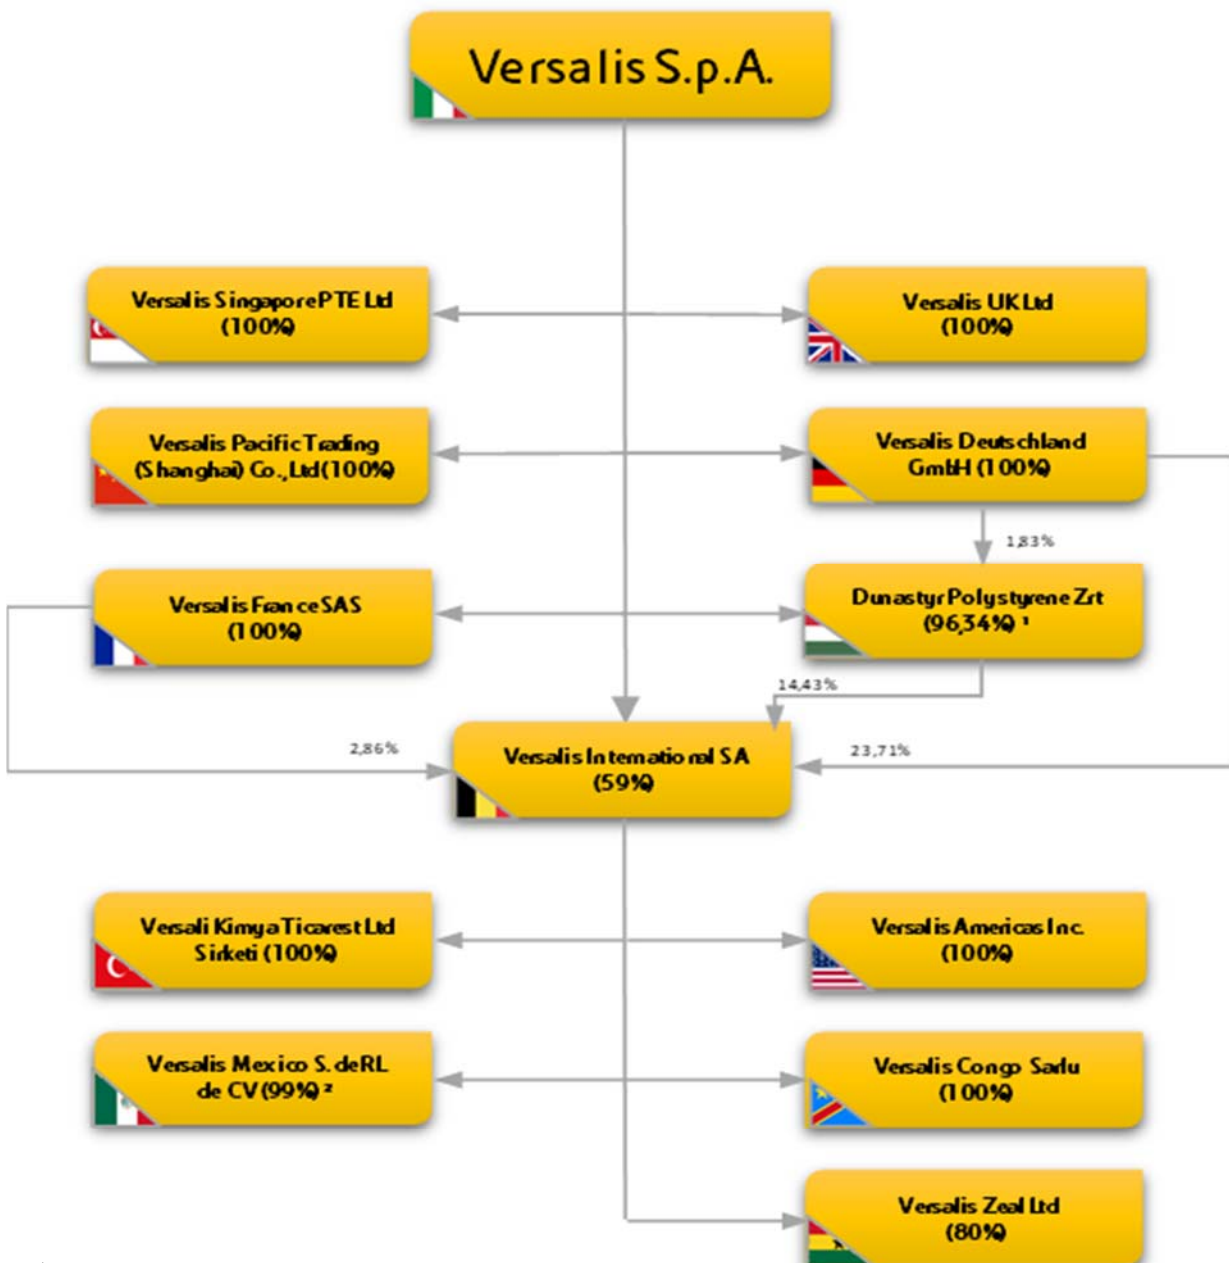 Versalis S.p.A.
Versalis Singapore PTE Ltd
(100%)
Versalis UK Ltd
(100%)
Versalis Pacific Trading
(Shanghai) Co., Ltd (100%)
Versalis Deutschland
GmbH (100%)
1,83%
Versalis France SAS
(100%)
Dunastyr Polystyrene Zrt
(96,34%) ¹
14,43%
2,86%
Versalis International SA
(59%)
23,71%
Versali Kimya Ticarest Ltd
Sirketi (100%)
Versalis Americas Inc.
(100%)
Versalis Mexico S. de RL
de CV (99%) ²
Versalis Congo Sarlu
(100%)
Versalis Zeal Ltd
(80%)